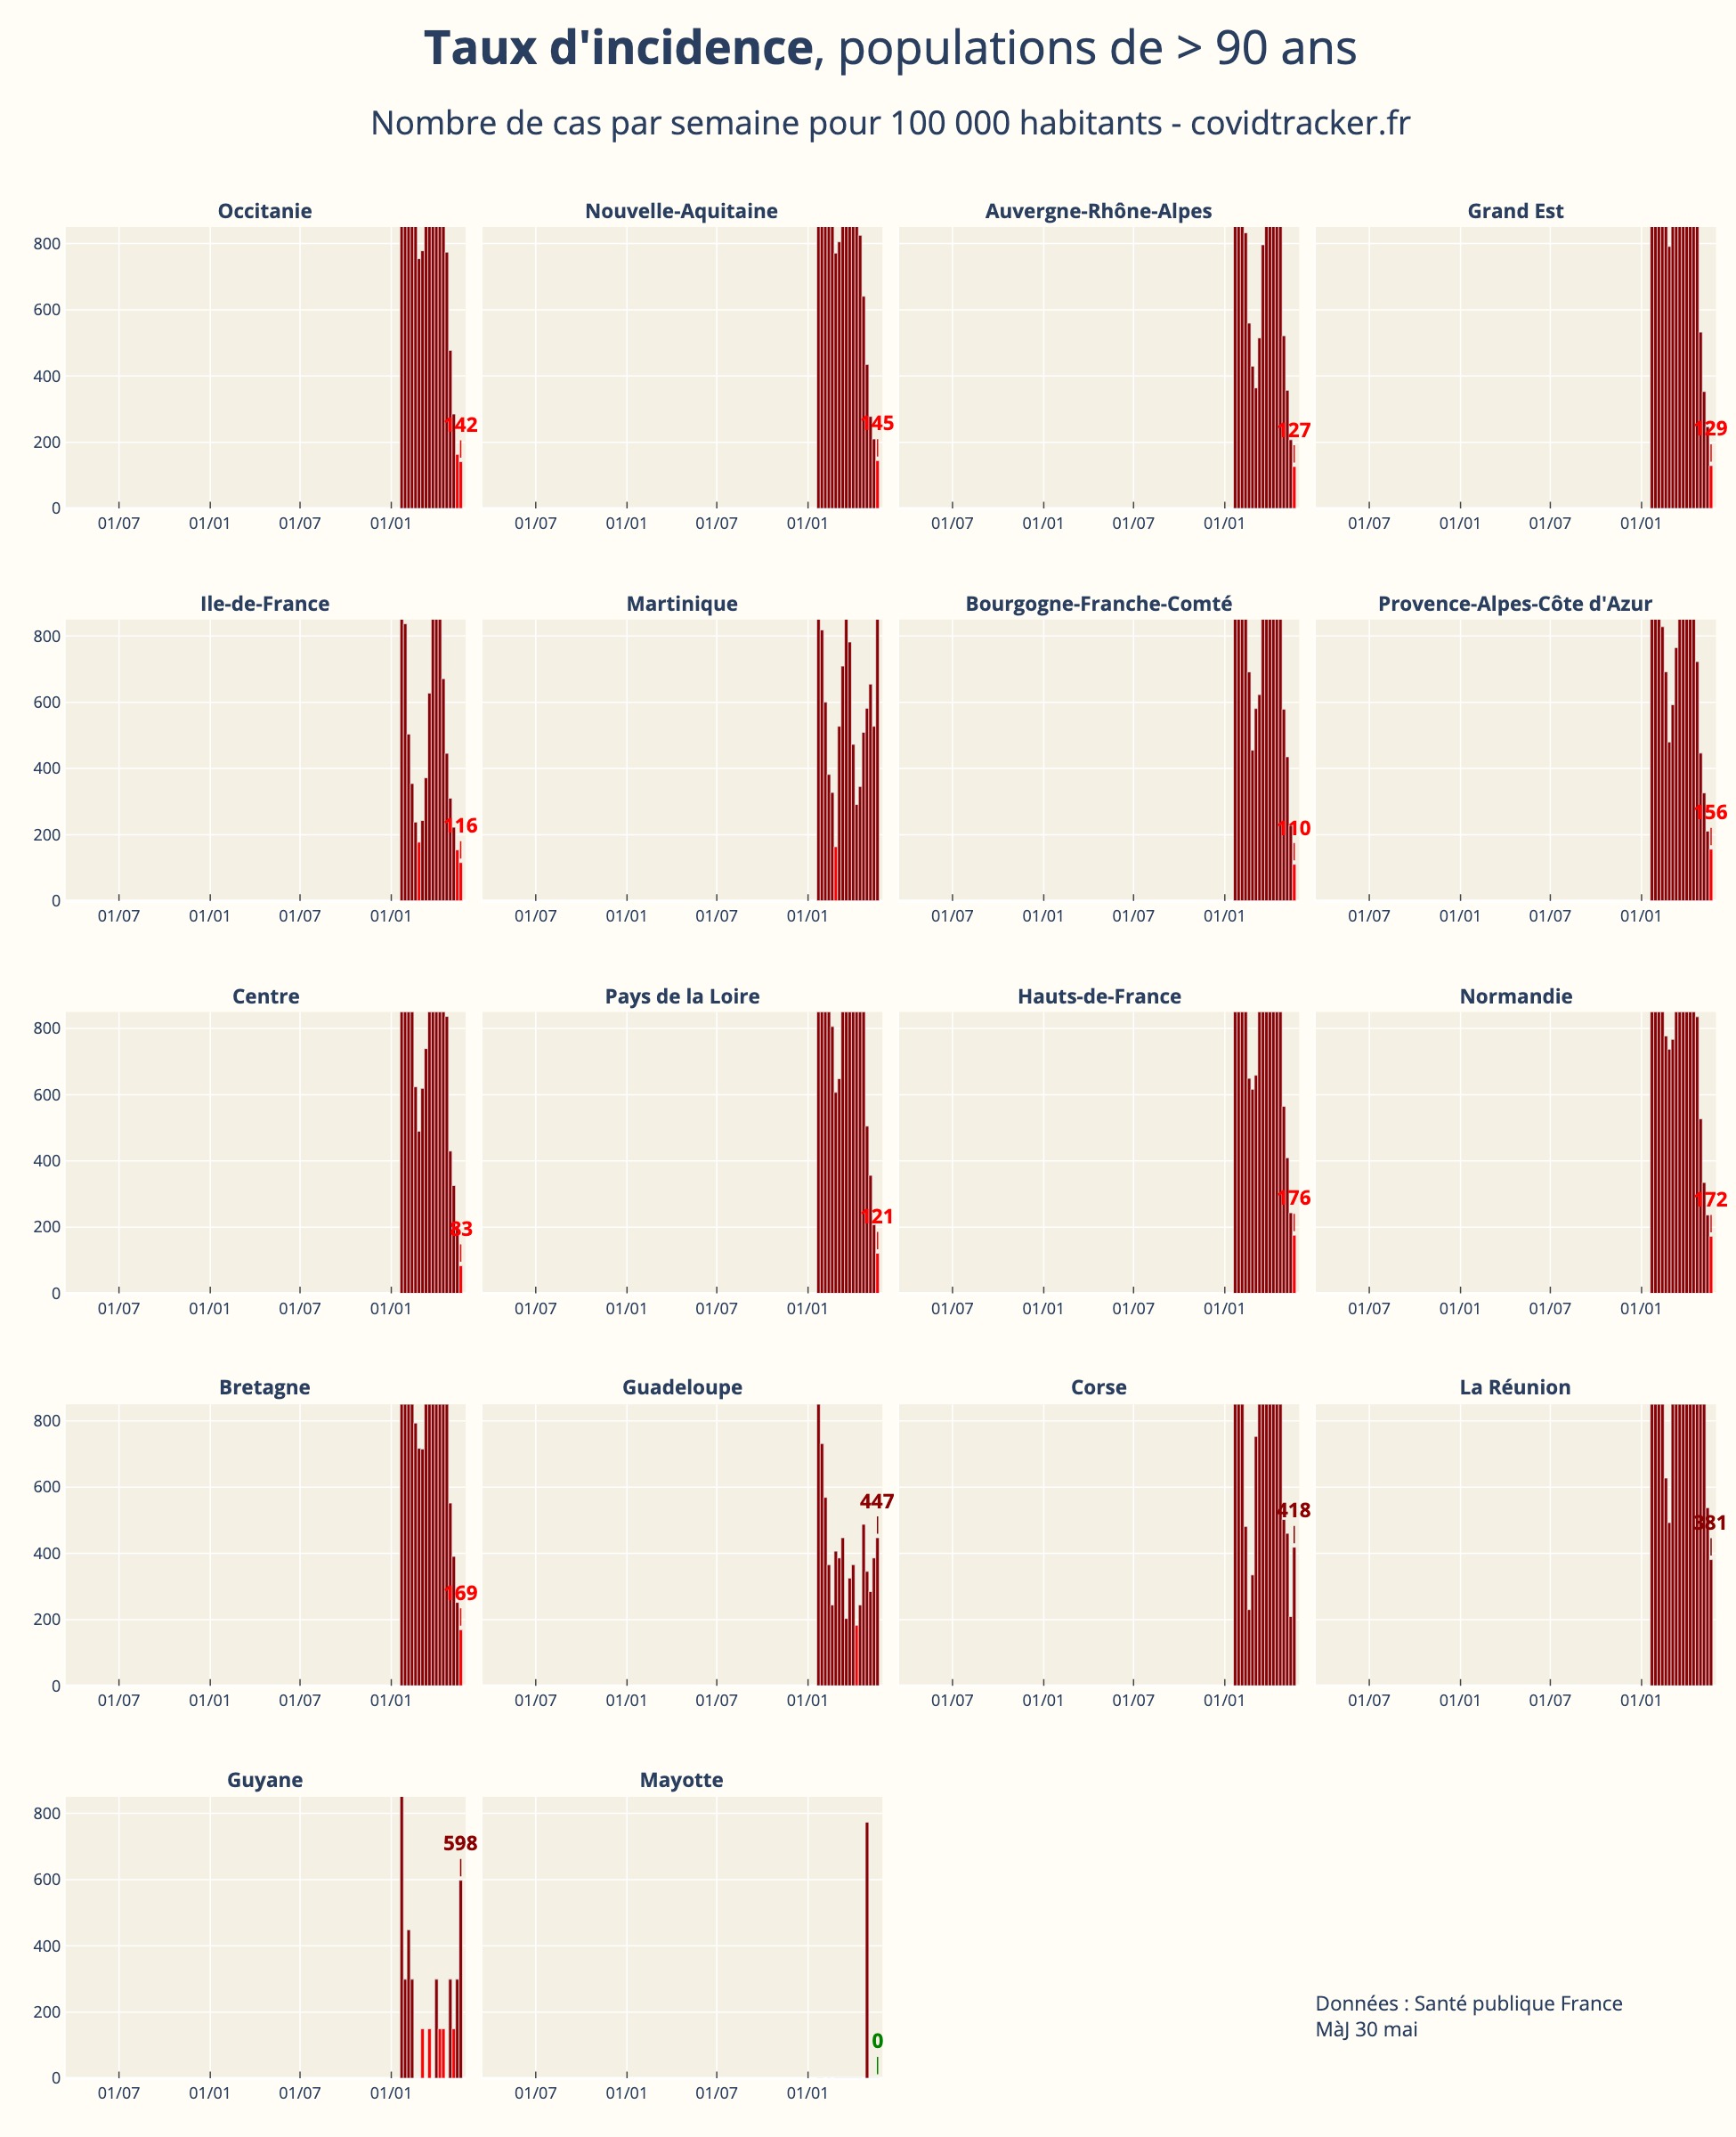 Taux d'incidence, populations de > 90 ans
Nombre de cas par semaine pour 100 000 habitants - covidtracker.fr
Occitanie
Nouvelle-Aquitaine
Auvergne-Rhône-Alpes
Grand Est
800
600
400
200
0
142
145
127
129
01/07 01/01 01/07 01/01
01/07 01/01 01/07 01/01
01/07 01/01 01/07 01/01
01/07 01/01 01/07 01/01
Ile-de-France
Martinique
Bourgogne-Franche-Comté
Provence-Alpes-Côte d'Azur
800
600
400
200
0
116
110
156
01/07 01/01 01/07 01/01
01/07 01/01 01/07 01/01
01/07 01/01 01/07 01/01
01/07 01/01 01/07 01/01
Centre
Pays de la Loire
Hauts-de-France
Normandie
800
600
400
200
0
83
121
176
172
01/07 01/01 01/07 01/01
01/07 01/01 01/07 01/01
01/07 01/01 01/07 01/01
01/07 01/01 01/07 01/01
Bretagne
Guadeloupe
Corse
La Réunion
800
600
400
200
0
169
447
418
381
01/07 01/01 01/07 01/01
01/07 01/01 01/07 01/01
01/07 01/01 01/07 01/01
01/07 01/01 01/07 01/01
Guyane
Mayotte
800
600
400
200
0
598
0
01/07 01/01 01/07 01/01
01/07 01/01 01/07 01/01
Données : Santé publique France
MàJ 30 mai